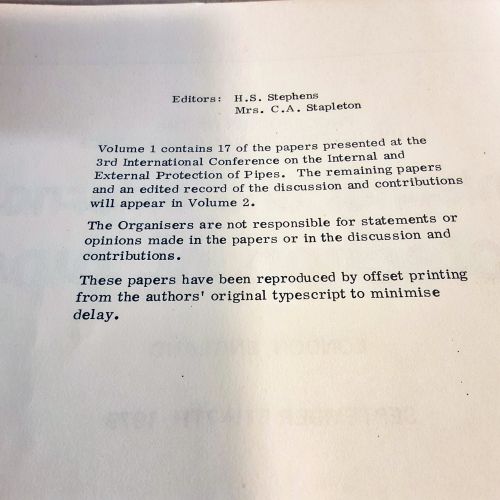 Editors: H.S. Stephens
Mrs. C.A. Stapleton
Volume 1 contains 17 of the papers presented at the
3rd International Conference on the Internal and
External Protection of Pipes. The remaining papers
and an edited record of the discussion and contributions
will appear in Volume 2.
The Organisers are not responsible for statements or
opinions made in the papers or in the discussion and
contributions.
These papers have been reproduced by offset printing
from the authors' original typescript to minimise
delay.
LONDON, ENGLAND